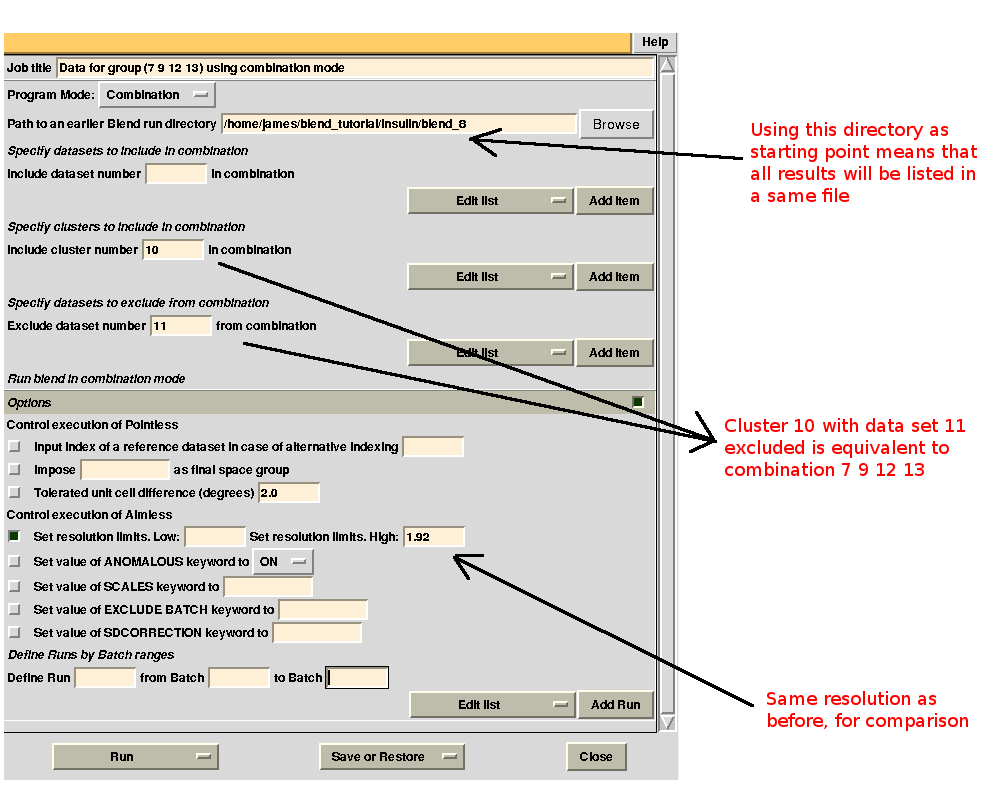 Help
Job title Data for group (7 9 12 13) using combination mode
Program Mode: Combination
Path to an earlier Blend run directory /home/james/blend_tutorial/insulin/blend_8 Browse
Using this directory as
starting point means that
all results will be listed in
a same file
Specify datasets to include in combination
Include dataset number in combination
Edit list Add item
Specify clusters to include in combination
Include cluster number 10 in combination
Edit list Add item
Specify datasets to exclude from combination
Exclude dataset number 11 from combination
Edit list Add item
Run blend in combination mode
Options
Cluster 10 with data set 11
excluded is equivalent to
combination 7 9 12 13
Control execution of Pointless
Input index of a reference dataset in case of alternative indexing
Impose as final space group
Tolerated unit cell difference (degrees) 2.0
Control execution of Aimless
Set resolution limits. Low: Set resolution limits. High: 1.92
Set value of ANOMALOUS keyword to ON
Set value of SCALES keyword to
Set value of EXCLUDE BATCH keyword to
Set value of SDCORRECTION keyword to
Define Runs by Batch ranges
Define Run from Batch to Batch
Edit list Add Run
Same resolution as
before, for comparison
Run Save or Restore Close